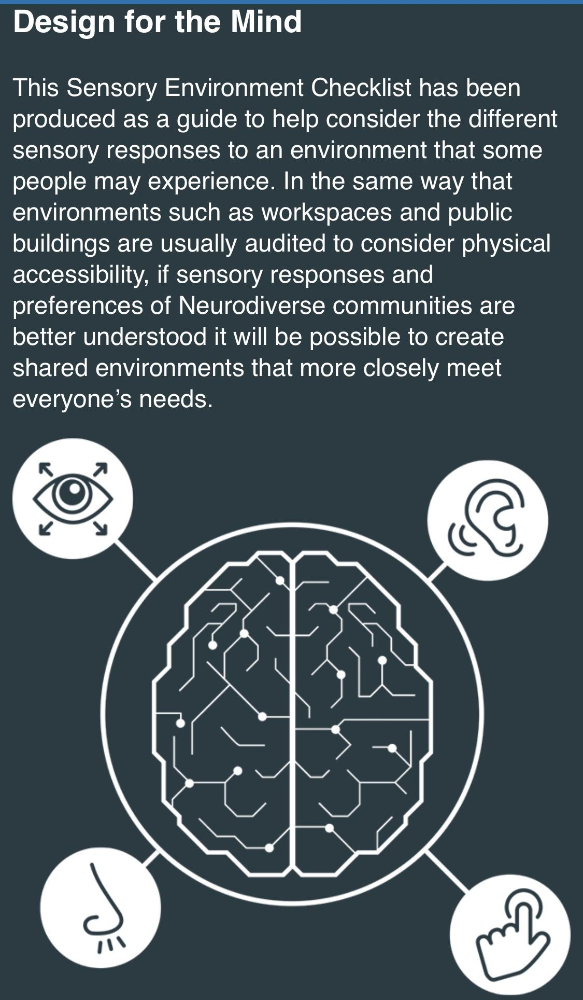 Design for the Mind
This Sensory Environment Checklist has been
produced as a guide to help consider the different
sensory responses to an environment that some
people may experience. In the same way that
environments such as workspaces and public
buildings are usually audited to consider physical
accessibility, if sensory responses and
preferences of Neurodiverse communities are
better understood it will be possible to create
shared environments that more closely meet
everyone’s needs.